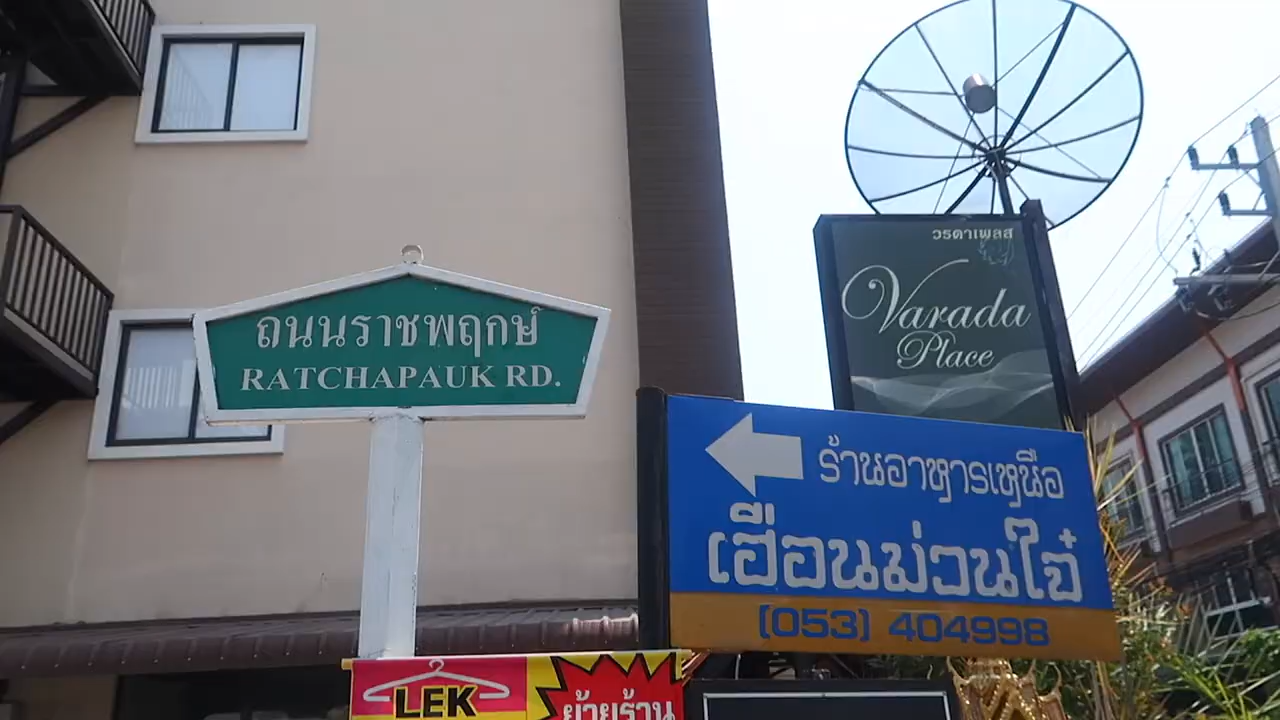 ถนนราชพฤกษ์
RATCHAPAUK RD.
วรดาเพลส
Varada
Place
ร้านอาหารเหนือ
เฮือนม่วนใจ๋
(053) 404998
LEK
ย้ายร้าน